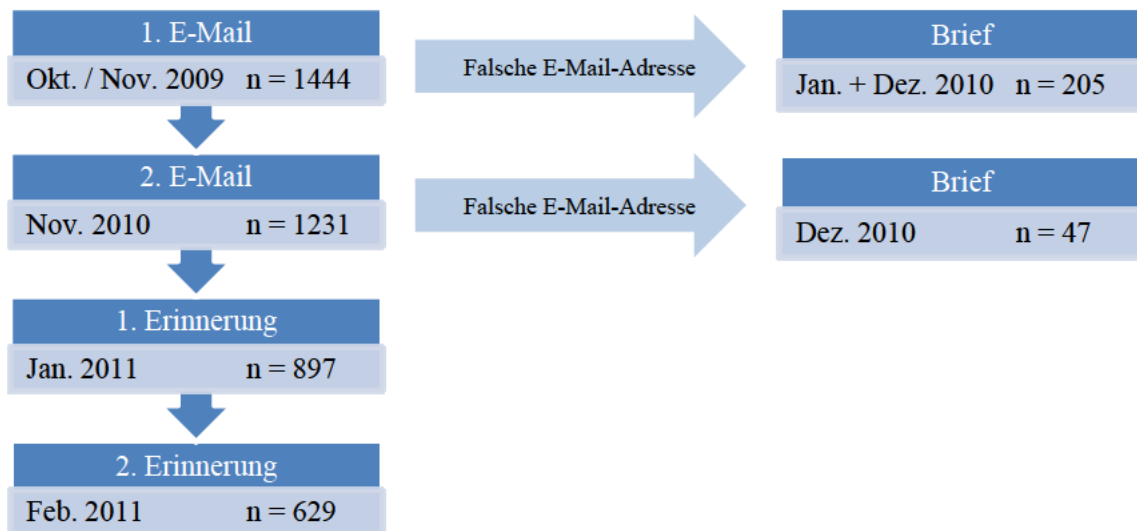 1. E-Mail
Okt. / Nov. 2009 n = 1444
Falsche E-Mail-Adresse
Brief
Jan. + Dez. 2010 n = 205
2. E-Mail
Nov. 2010 n = 1231
Falsche E-Mail-Adresse
Brief
Dez. 2010 n = 47
1. Erinnerung
Jan. 2011 n = 897
2. Erinnerung
Feb. 2011 n = 629